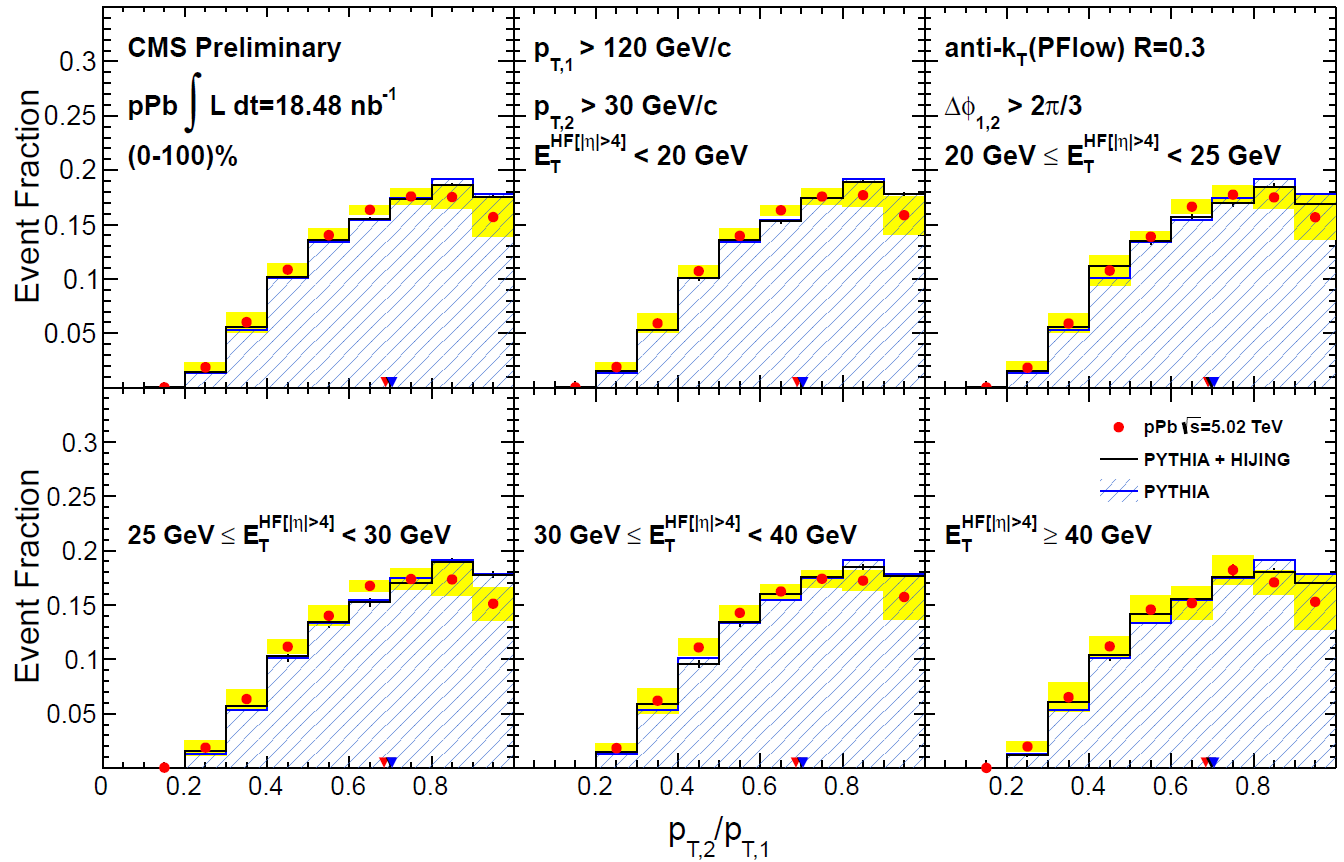 CMS Preliminary
pPb ∫ L dt=18.48 nb⁻¹
(0-100)%
p_T,1 > 120 GeV/c
p_T,2 > 30 GeV/c
E_T^HF[|η|>4] < 20 GeV
anti-k_T(PFlow) R=0.3
Δϕ_1,2 > 2π/3
20 GeV ≤ E_T^HF[|η|>4] < 25 GeV
Event Fraction
0.3
0.25
0.2
0.15
0.1
0.05
25 GeV ≤ E_T^HF[|η|>4] < 30 GeV
30 GeV ≤ E_T^HF[|η|>4] < 40 GeV
pPb √s=5.02 TeV
PYTHIA + HIJING
PYTHIA
E_T^HF[|η|>4] ≥ 40 GeV
Event Fraction
0.3
0.25
0.2
0.15
0.1
0.05
0 0.2 0.4 0.6 0.8
0.2 0.4 0.6 0.8
0.2 0.4 0.6 0.8
p_T,2/p_T,1